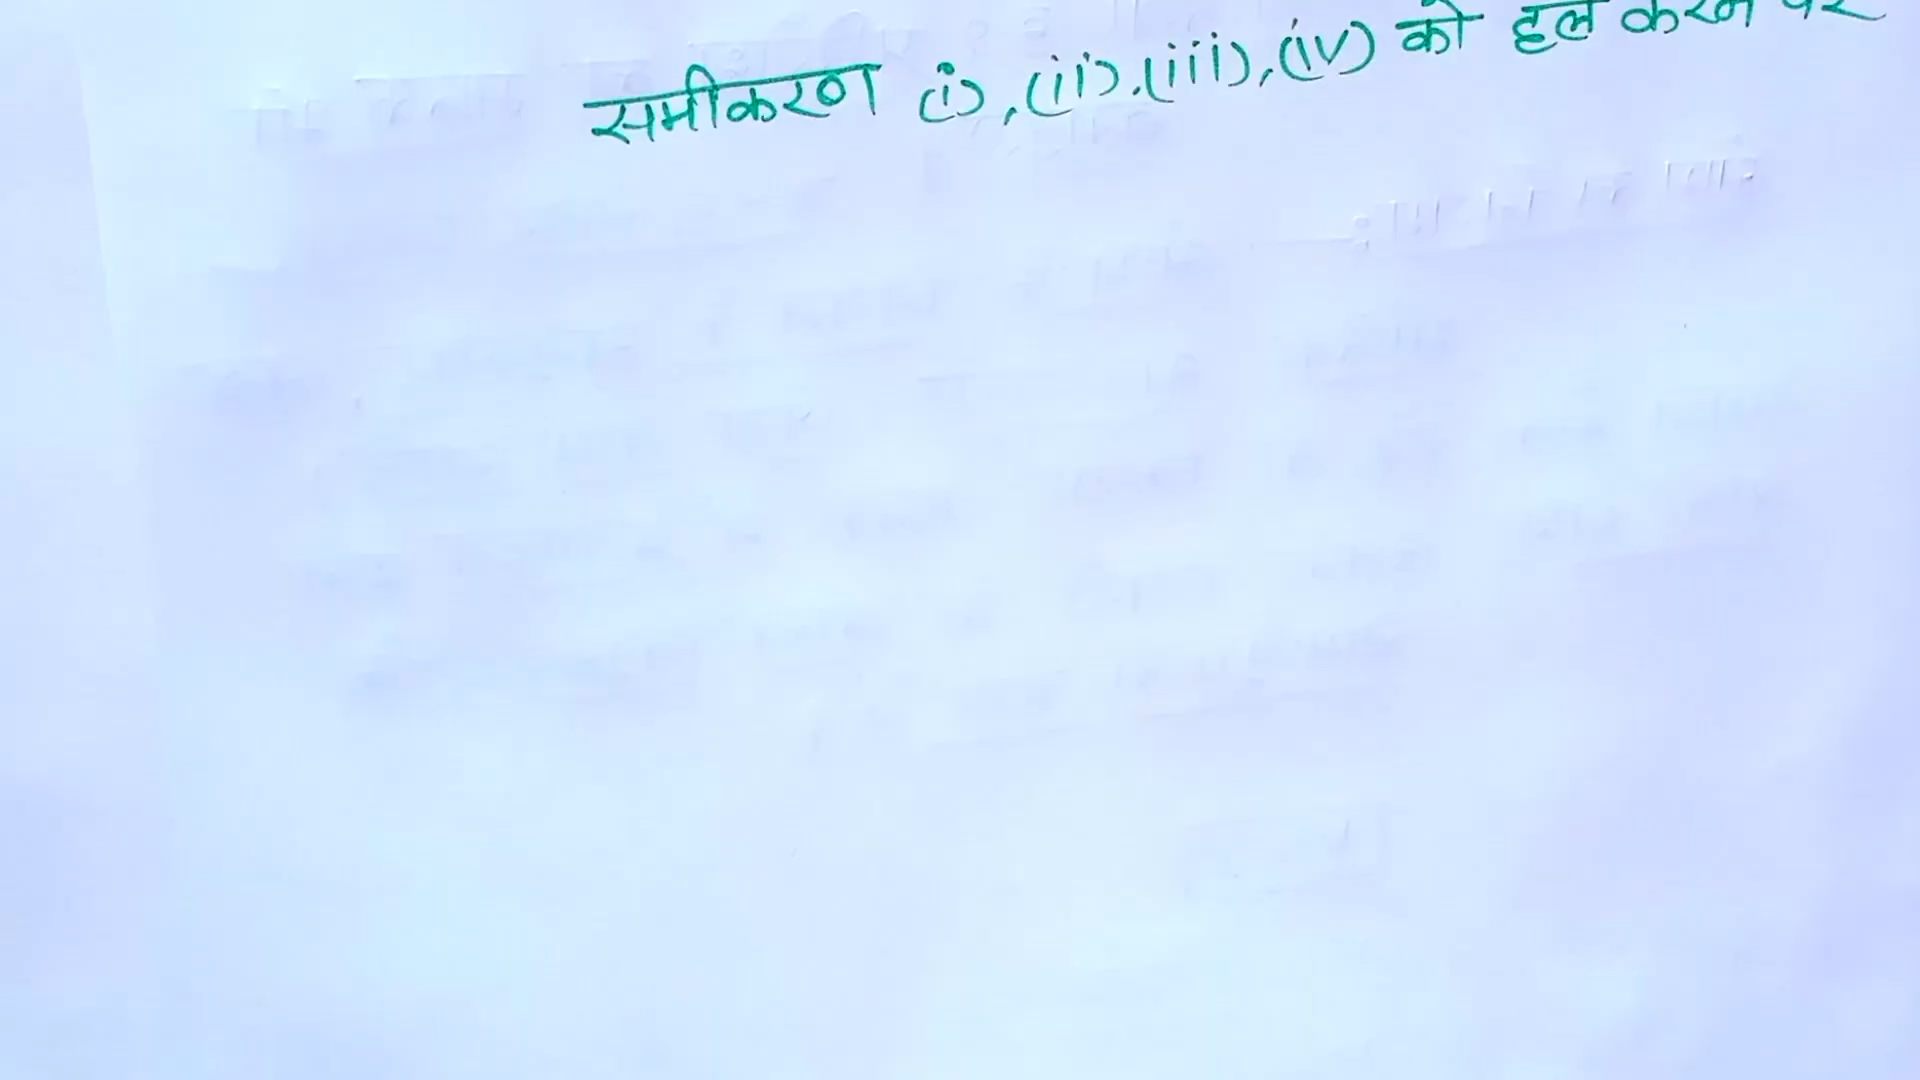 समीकरण (i), (ii), (iii), (iv) को हल करने पर